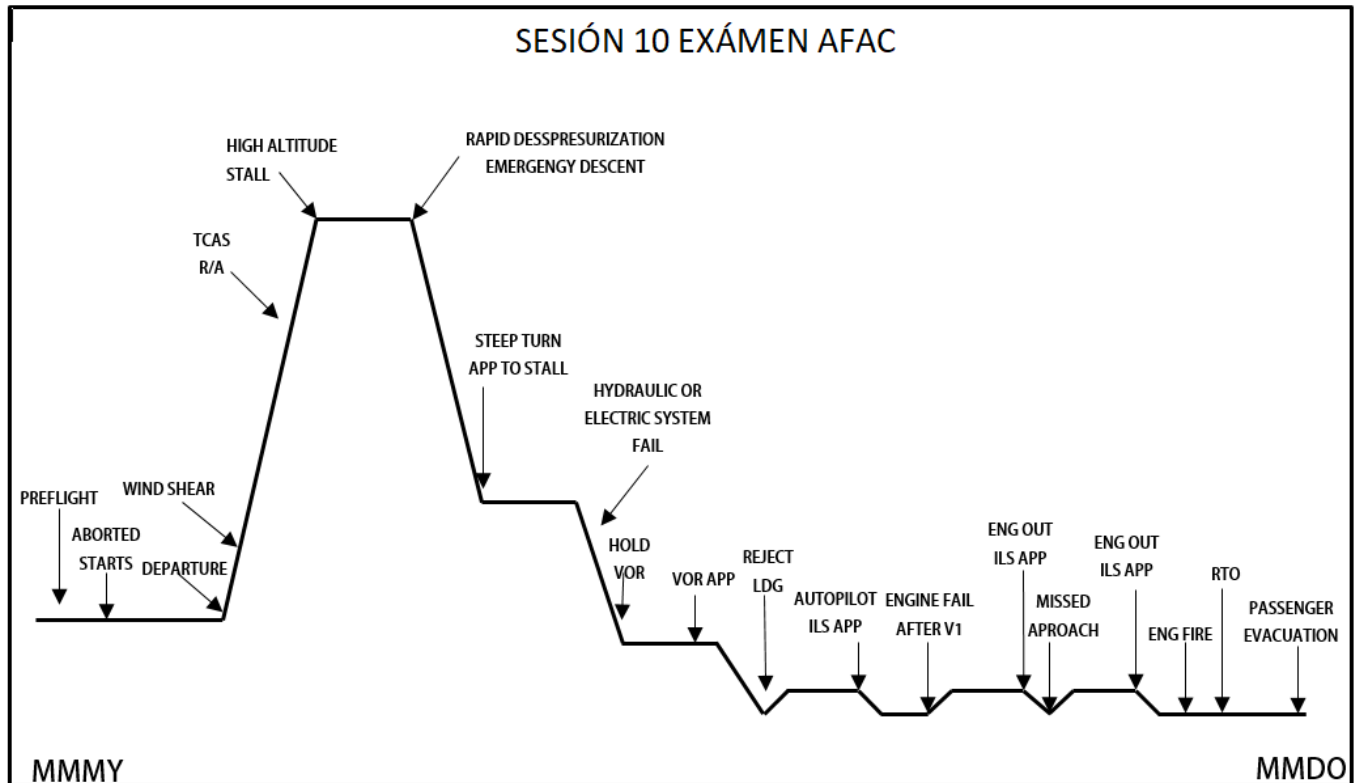 SESIÓN 10 EXÁMEN AFAC
HIGH ALTITUDE
STALL
RAPID DESSPRESURIZATION
EMERGENGY DESCENT
TCAS
R/A
STEEP TURN
APP TO STALL
HYDRAULIC OR
ELECTRIC SYSTEM
FAIL
PREFLIGHT
WIND SHEAR
ABORTED
STARTS
DEPARTURE
HOLD
VOR
VOR APP
REJECT
LDG
AUTOPILOT
ILS APP
ENGINE FAIL
AFTER V1
ENG OUT
ILS APP
MISSED
APROACH
ENG OUT
ILS APP
ENG FIRE
RTO
PASSENGER
EVACUATION
MMMY
MMDO